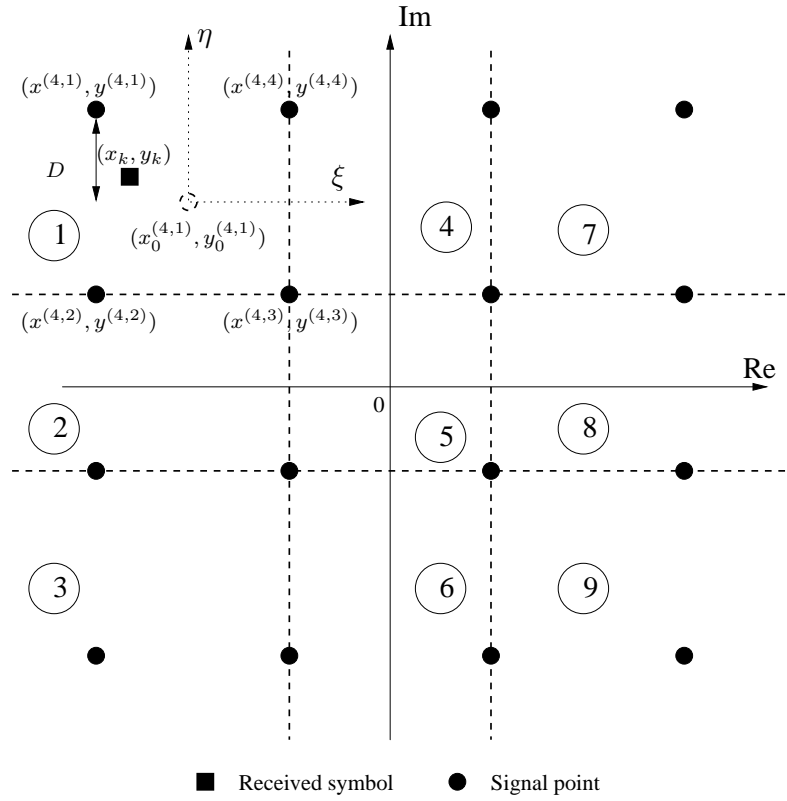 Im
η
(x^(4,1), y^(4,1))
(x^(4,4), y^(4,4))
(x_k, y_k)
D
ξ
(x_0^(4,1), y_0^(4,1))
1
4
7
(x^(4,2), y^(4,2))
(x^(4,3), y^(4,3))
Re
0
2
5
8
3
6
9
Received symbol
Signal point